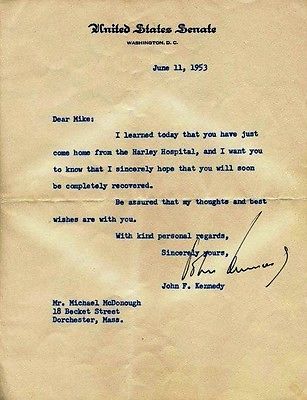 United States Senate
WASHINGTON, D.C.
June 11, 1953
Dear Mike:
I learned today that you have just
come home from the Harley Hospital, and I want you
to know that I sincerely hope that you will soon
be completely recovered.
Be assured that my thoughts and best
wishes are with you.
With kind personal regards,
Sincerely yours,
John Kennedy
John F. Kennedy
Mr. Michael McDonough
18 Becket Street
Dorchester, Mass.